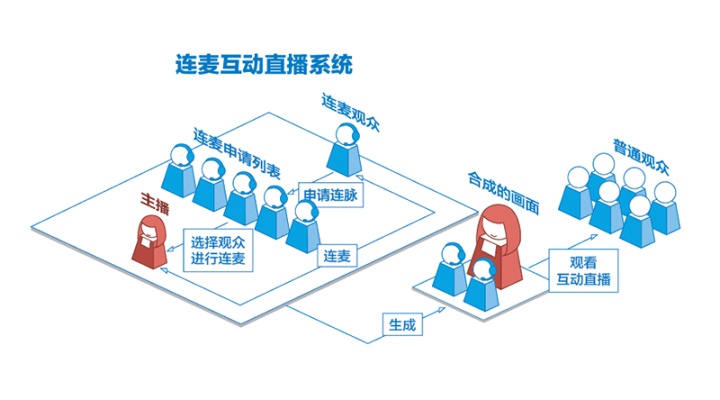 连麦互动直播系统
连麦观众
连麦申请列表
普通观众
申请连脉
合成的画面
主播
选择观众
进行连麦
连麦
观看
互动直播
生成